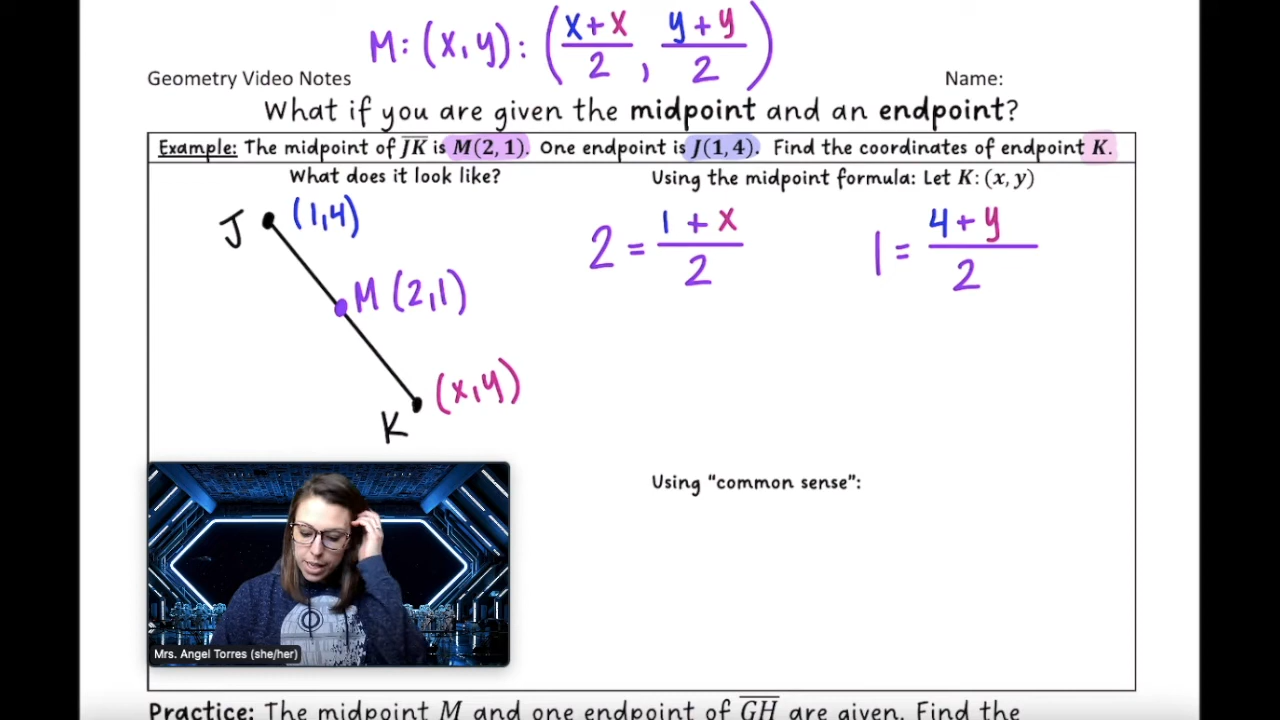 M: (x, y): (x + x / 2, y + y / 2)
Geometry Video Notes Name:
What if you are given the midpoint and an endpoint?
Example: The midpoint of J͞K͞ is M(2, 1). One endpoint is J(1, 4). Find the coordinates of endpoint K.
What does it look like?
J (1,4)
M (2,1)
(x,y)
K
Using the midpoint formula: Let K: (x, y)
2 = 1 + x / 2
1 = 4 + y / 2
Using “common sense”:
Mrs. Angel Torres (she/her)
Practice: The midpoint M and one endpoint of G͞H͞ are given. Find the